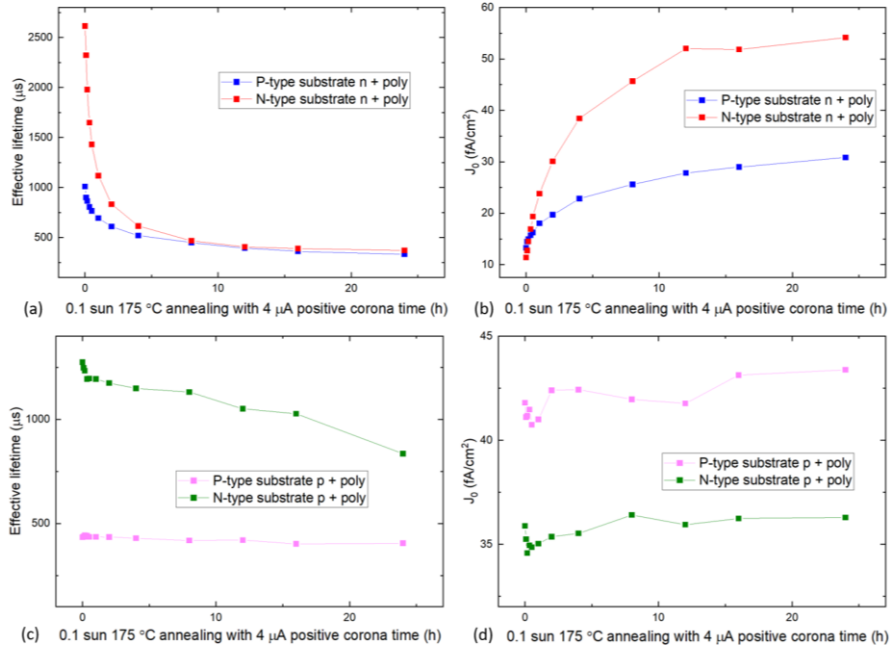 2500
2000
1500
1000
500
0
10
20
Effective lifetime (μs)
P-type substrate n + poly
N-type substrate n + poly
(a)
0.1 sun 175 °C annealing with 4 μA positive corona time (h)
60
50
40
30
20
10
0
10
20
J₀ (fA/cm²)
P-type substrate n + poly
N-type substrate n + poly
(b)
0.1 sun 175 °C annealing with 4 μA positive corona time (h)
1000
500
0
10
20
Effective lifetime (μs)
P-type substrate p + poly
N-type substrate p + poly
(c)
0.1 sun 175 °C annealing with 4 μA positive corona time (h)
45
40
35
0
10
20
J₀ (fA/cm²)
P-type substrate p + poly
N-type substrate p + poly
(d)
0.1 sun 175 °C annealing with 4 μA positive corona time (h)